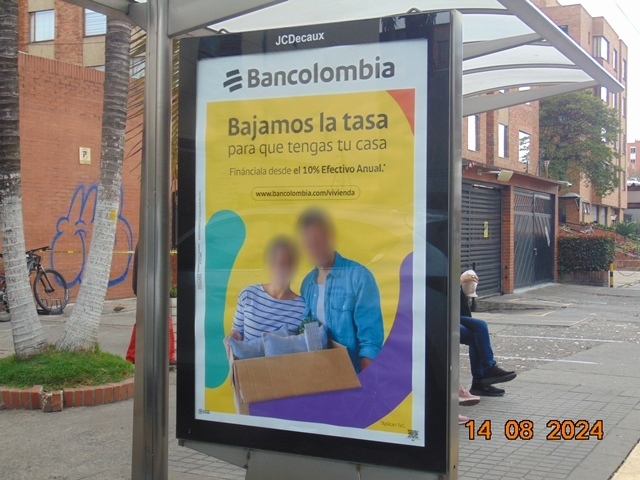 JCDecaux
Bancolombia
Bajamos la tasa
para que tengas tu casa
Fináncíala desde el 10% Efectivo Anual.*
www.bancolombia.com/vivienda
14 08 2024